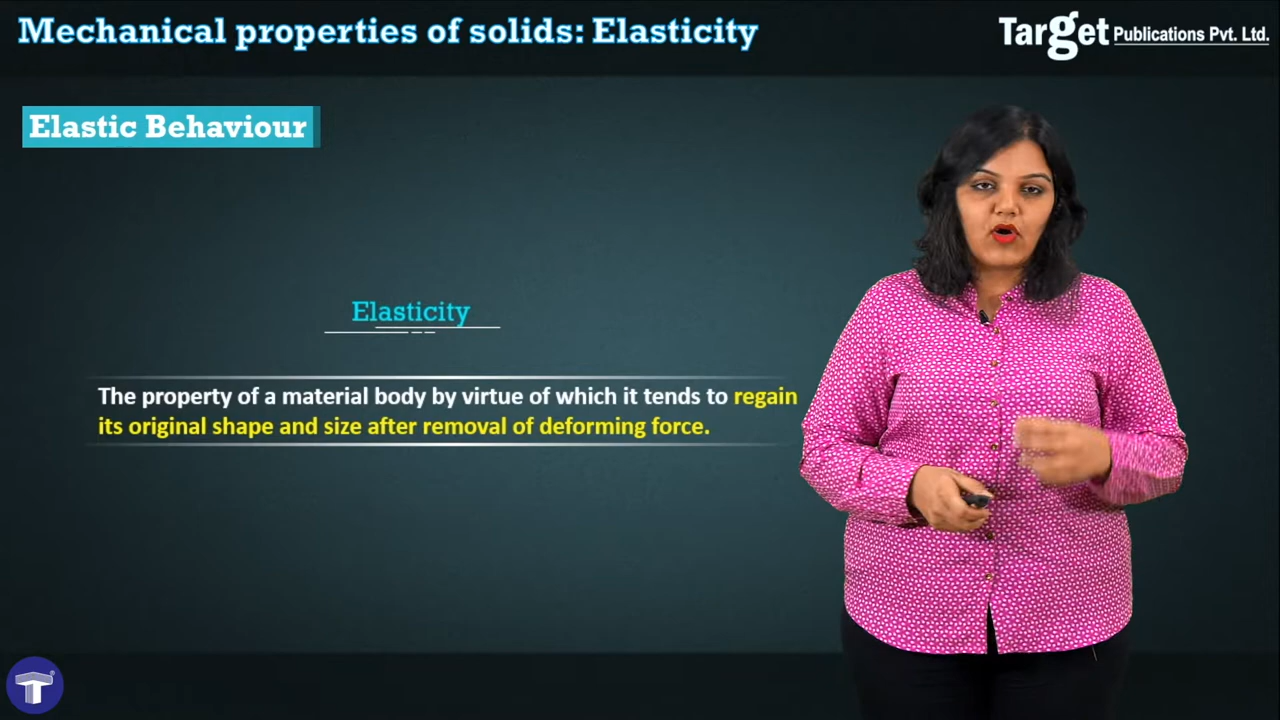 Mechanical properties of solids: Elasticity
Target Publications Pvt. Ltd.
Elastic Behaviour
Elasticity
The property of a material body by virtue of which it tends to regain
its original shape and size after removal of deforming force.
T